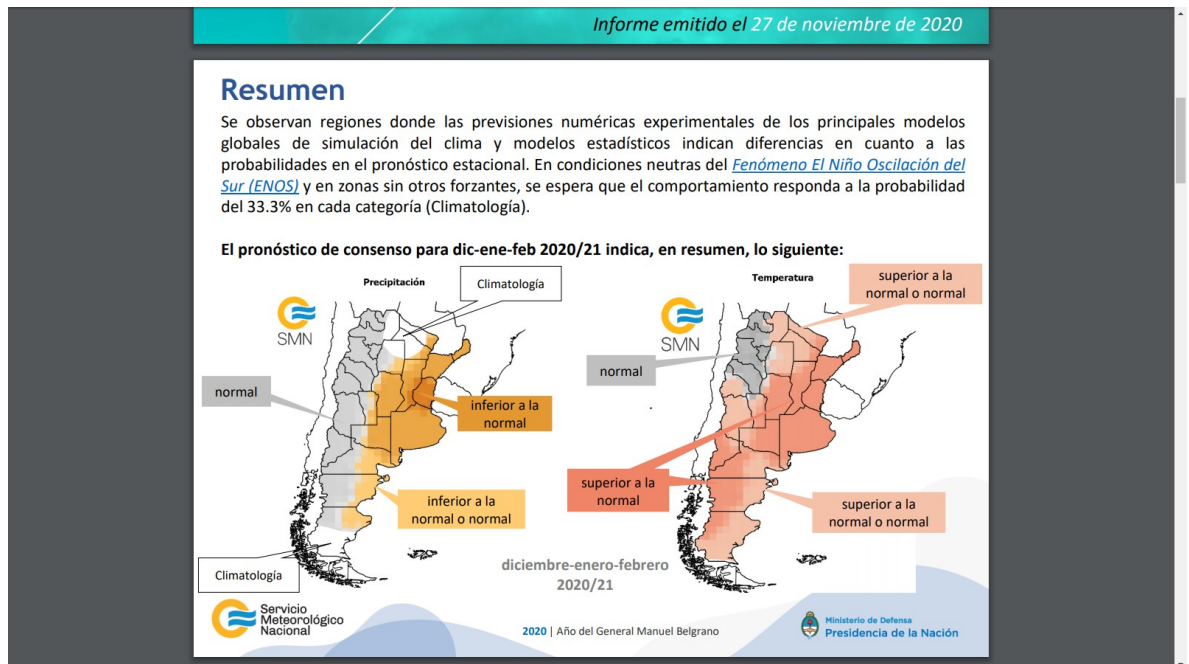 Informe emitido el 27 de noviembre de 2020
Resumen
Se observan regiones donde las previsiones numéricas experimentales de los principales modelos
globales de simulación del clima y modelos estadísticos indican diferencias en cuanto a las
probabilidades en el pronóstico estacional. En condiciones neutras del Fenómeno El Niño Oscilación del
Sur (ENOS) y en zonas sin otros forzantes, se espera que el comportamiento responda a la probabilidad
del 33.3% en cada categoría (Climatología).
El pronóstico de consenso para dic-ene-feb 2020/21 indica, en resumen, lo siguiente:
Precipitación
Climatología
SMN
normal
inferior a la
normal
inferior a la
normal o normal
Climatología
Temperatura
superior a la
normal o normal
SMN
normal
superior a la
normal
superior a la
normal o normal
diciembre-enero-febrero
2020/21
Servicio
Meteorológico
Nacional
2020 | Año del General Manuel Belgrano
Ministerio de Defensa
Presidencia de la Nación